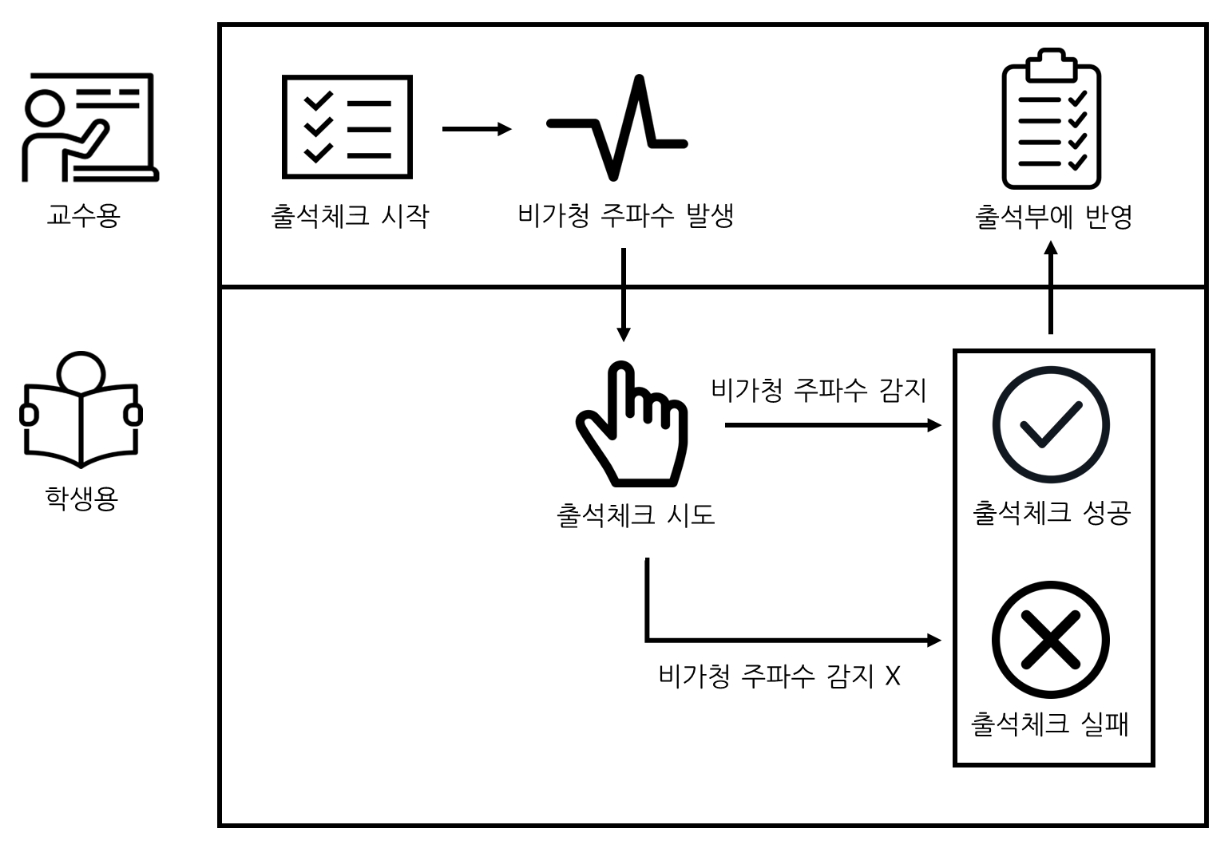 교수용
출석체크 시작
비가청 주파수 발생
출석부에 반영
학생용
비가청 주파수 감지
출석체크 시도
출석체크 성공
비가청 주파수 감지 X
출석체크 실패